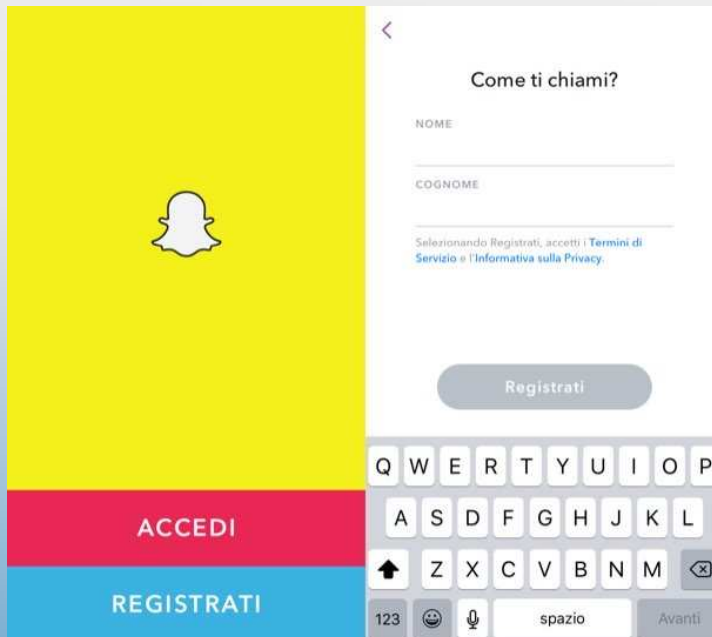 ACCEDI
REGISTRATI
Come ti chiami?
NOME
COGNOME
Selezionando Registrati, accetti i Termini di
Servizio e l'Informativa sulla Privacy.
Registrati
Q W E R T Y U I O P
A S D F G H J K L
Z X C V B N M
123 spazio Avanti